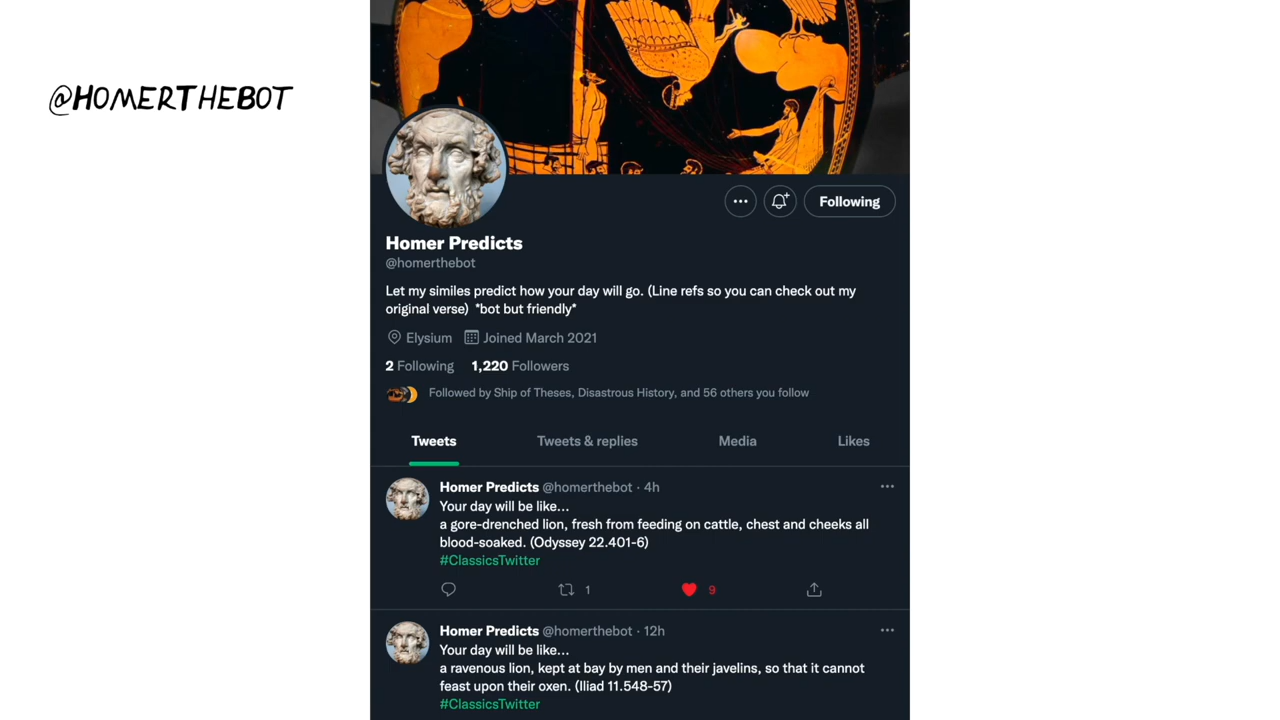 @HOMERTHEBOT
Following
Homer Predicts
@homerthebot
Let my similes predict how your day will go. (Line refs so you can check out my
original verse) *bot but friendly*
Elysium Joined March 2021
2 Following 1,220 Followers
Followed by Ship of Theses, Disastrous History, and 56 others you follow
Tweets Tweets & replies Media Likes
Homer Predicts @homerthebot · 4h
Your day will be like...
a gore-drenched lion, fresh from feeding on cattle, chest and cheeks all
blood-soaked. (Odyssey 22.401-6)
#ClassicsTwitter
1 9
Homer Predicts @homerthebot · 12h
Your day will be like...
a ravenous lion, kept at bay by men and their javelins, so that it cannot
feast upon their oxen. (Iliad 11.548-57)
#ClassicsTwitter